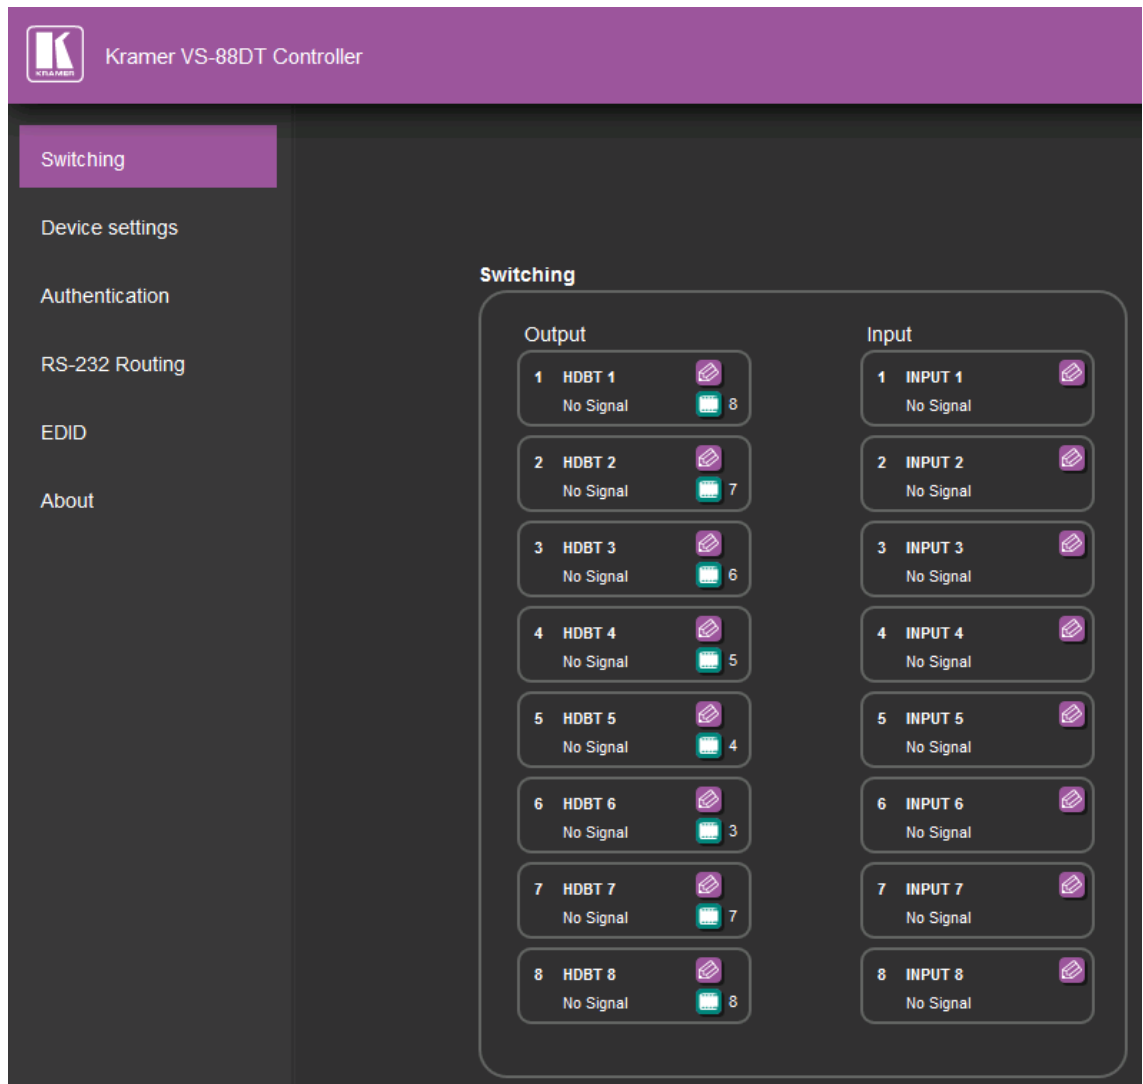 KRAMER
Kramer VS-88DT Controller
Switching
Device settings
Authentication
RS-232 Routing
EDID
About
Switching
Output
1 HDBT 1
No Signal 8
2 HDBT 2
No Signal 7
3 HDBT 3
No Signal 6
4 HDBT 4
No Signal 5
5 HDBT 5
No Signal 4
6 HDBT 6
No Signal 3
7 HDBT 7
No Signal 7
8 HDBT 8
No Signal 8
Input
1 INPUT 1
No Signal
2 INPUT 2
No Signal
3 INPUT 3
No Signal
4 INPUT 4
No Signal
5 INPUT 5
No Signal
6 INPUT 6
No Signal
7 INPUT 7
No Signal
8 INPUT 8
No Signal